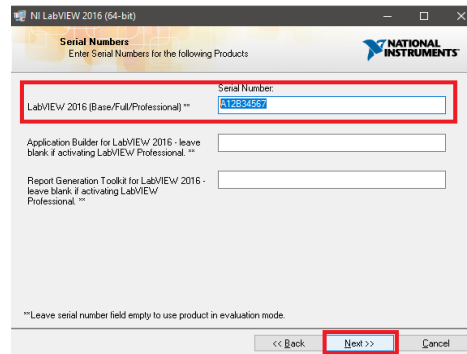 NI LabVIEW 2016 (64-bit)
Serial Numbers
Enter Serial Numbers for the following
Products
NATIONAL
INSTRUMENTS
Serial Number:
LabVIEW 2016 (Base/Full/Professional) **
A12B34567
Application Builder for LabVIEW 2016 - leave
blank if activating LabVIEW Professional. **
Report Generation Toolkit for LabVIEW 2016 -
leave blank if activating LabVIEW
Professional. **
**Leave serial number field empty to use product in evaluation mode.
<< Back
Next >>
Cancel